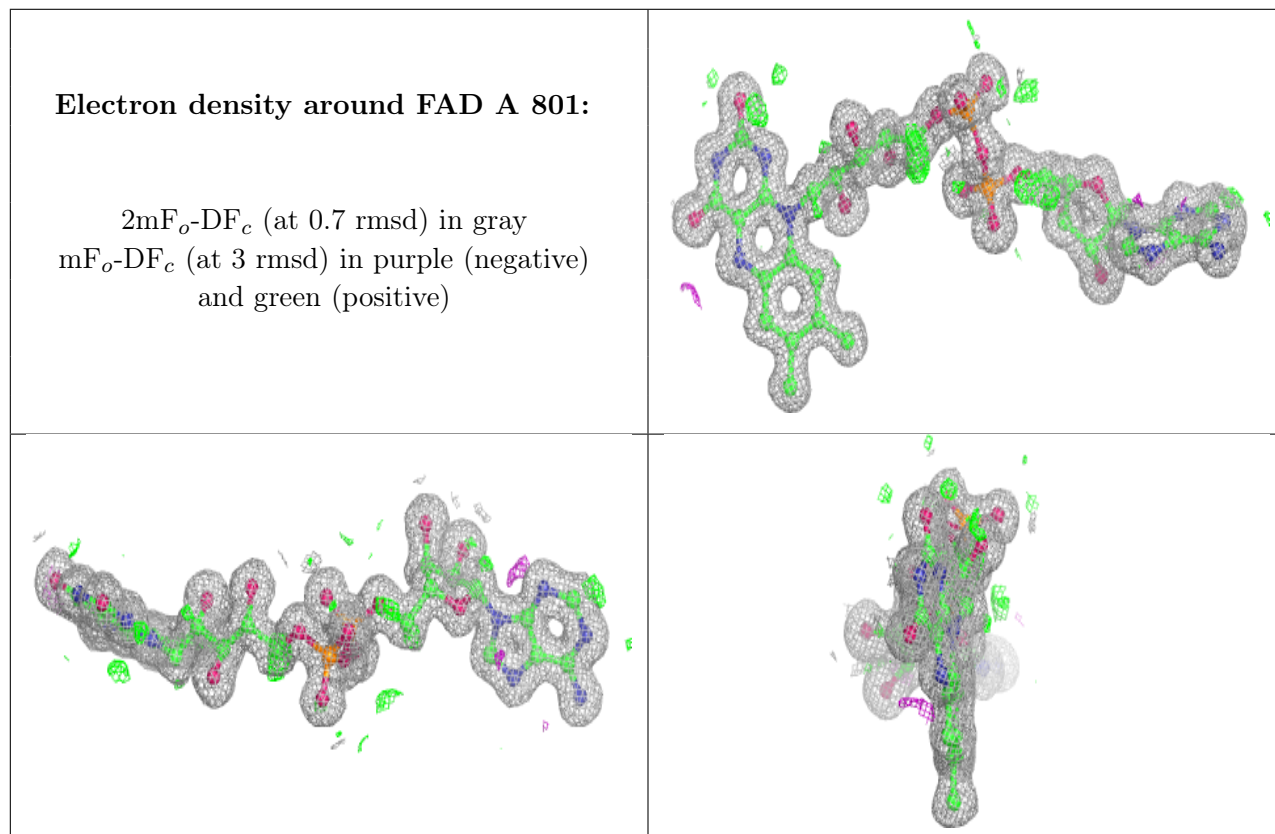 Electron density around FAD A 801:
2mFo-DFc (at 0.7 rmsd) in gray
mFo-DFc (at 3 rmsd) in purple (negative)
and green (positive)